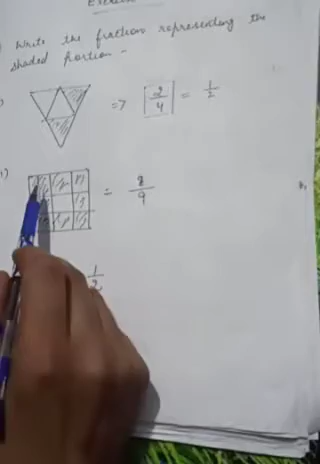 Write the fraction representing the
shaded portion -
=> 2/4 = 1/2
= 8/9
1/2